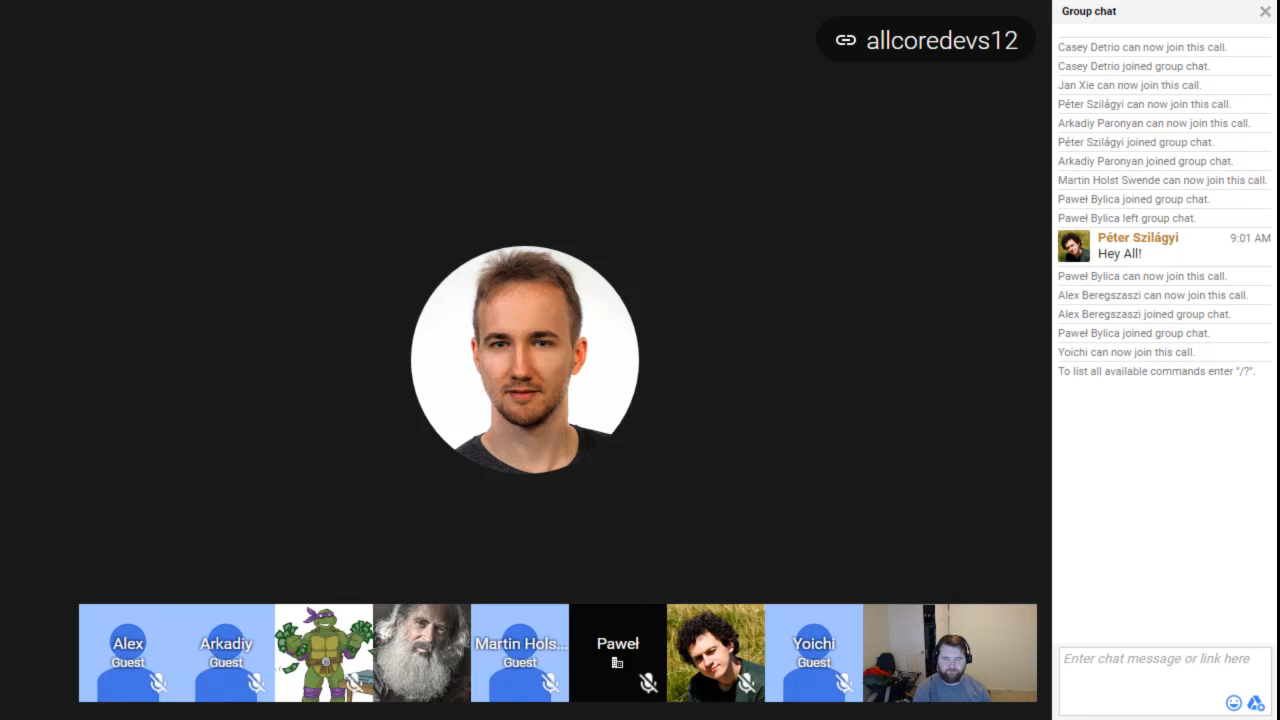 allcoredevs12
Group chat
Casey Detrio can now join this call.
Casey Detrio joined group chat.
Jan Xie can now join this call.
Péter Szilágyi can now join this call.
Arkadiy Paronyan can now join this call.
Péter Szilágyi joined group chat.
Arkadiy Paronyan joined group chat.
Martin Holst Swende can now join this call.
Paweł Bylica joined group chat.
Paweł Bylica left group chat.
Péter Szilágyi 9:01 AM
Hey All!
Paweł Bylica can now join this call.
Alex Beregszaszi can now join this call.
Alex Beregszaszi joined group chat.
Paweł Bylica joined group chat.
Yoichi can now join this call.
To list all available commands enter "/?".
Enter chat message or link here
Alex
Guest
Arkadiy
Guest
Martin Hols...
Guest
Paweł
Yoichi
Guest